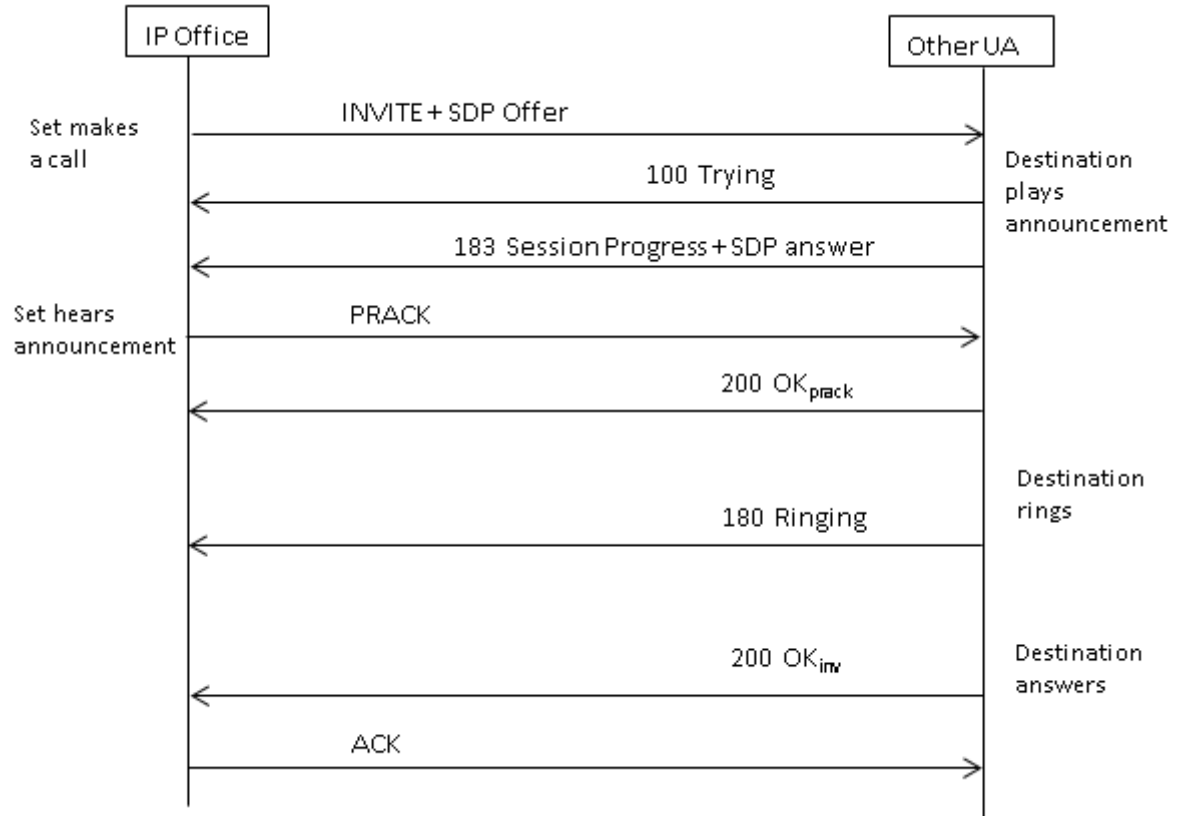 IP Office
Other UA
INVITE + SDP Offer
Set makes
a call
100 Trying
Destination
plays
announcement
183 Session Progress + SDP answer
Set hears
announcement
PRACK
200 OKprack
Destination
rings
180 Ringing
200 OKinv
Destination
answers
ACK